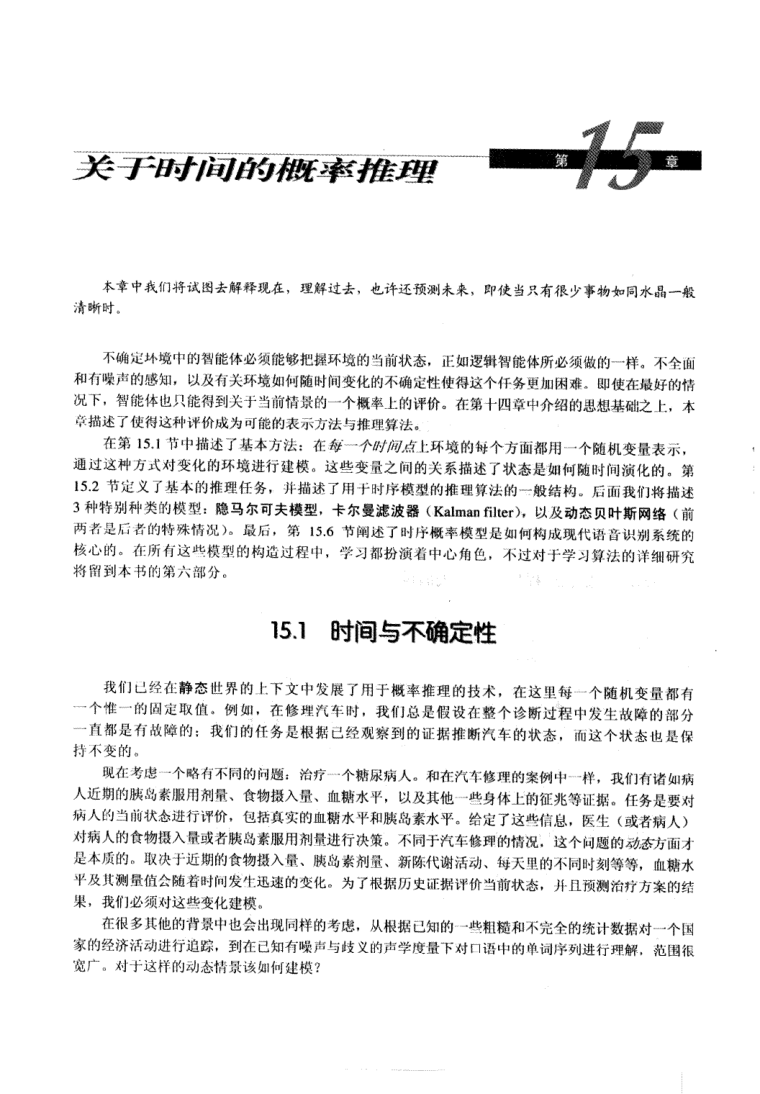 第15章
关于时间的概率推理
本章中我们将试图去解释现在，理解过去，也许还预测未来，即使当只有很少事物如同水晶一般
清晰时。
不确定环境中的智能体必须能够把握环境的当前状态，正如逻辑智能体所必须做的一样。不全面
和有噪声的感知，以及有关环境如何随时间变化的不确定性使得这个任务更加困难。即使在最好的情
况下，智能体也只能得到关于当前情景的一个概率上的评价。在第十四章中介绍的思想基础之上，本
章描述了使得这种评价成为可能的表示方法与推理算法。
在第 15.1 节中描述了基本方法：在每一个时间点上环境的每个方面都用一个随机变量表示，
通过这种方式对变化的环境进行建模。这些变量之间的关系描述了状态是如何随时间演化的。第
15.2 节定义了基本的推理任务，并描述了用于时序模型的推理算法的一般结构。后面我们将描述
3 种特别种类的模型：隐马尔可夫模型，卡尔曼滤波器（Kalman filter），以及动态贝叶斯网络（前
两者是后者的特殊情况）。最后，第 15.6 节阐述了时序概率模型是如何构成现代语音识别系统的
核心的。在所有这些模型的构造过程中，学习都扮演着中心角色，不过对于学习算法的详细研究
将留到本书的第六部分。
15.1 时间与不确定性
我们已经在静态世界的上下文中发展了用于概率推理的技术，在这里每一个随机变量都有
一个惟一的固定取值。例如，在修理汽车时，我们总是假设在整个诊断过程中发生故障的部分
一直都是有故障的；我们的任务是根据已经观察到的证据推断汽车的状态，而这个状态也是保
持不变的。
现在考虑一个略有不同的问题：治疗一个糖尿病人。和在汽车修理的案例中一样，我们有诸如病
人近期的胰岛素服用剂量、食物摄入量、血糖水平，以及其他一些身体上的征兆等证据。任务是要对
病人的当前状态进行评价，包括真实的血糖水平和胰岛素水平。给定了这些信息，医生（或者病人）
对病人的食物摄入量或者胰岛素服用剂量进行决策。不同于汽车修理的情况，这个问题的动态方面才
是本质的。取决于近期的食物摄入量、胰岛素剂量、新陈代谢活动、每天里的不同时刻等等，血糖水
平及其测量值会随着时间发生迅速的变化。为了根据历史证据评价当前状态，并且预测治疗方案的结
果，我们必须对这些变化建模。
在很多其他的背景中也会出现同样的考虑，从根据已知的一些粗糙和不完全的统计数据对一个国
家的经济活动进行追踪，到在已知有噪声与歧义的声学度量下对口语中的单词序列进行理解，范围很
宽广。对于这样的动态情景该如何建模？